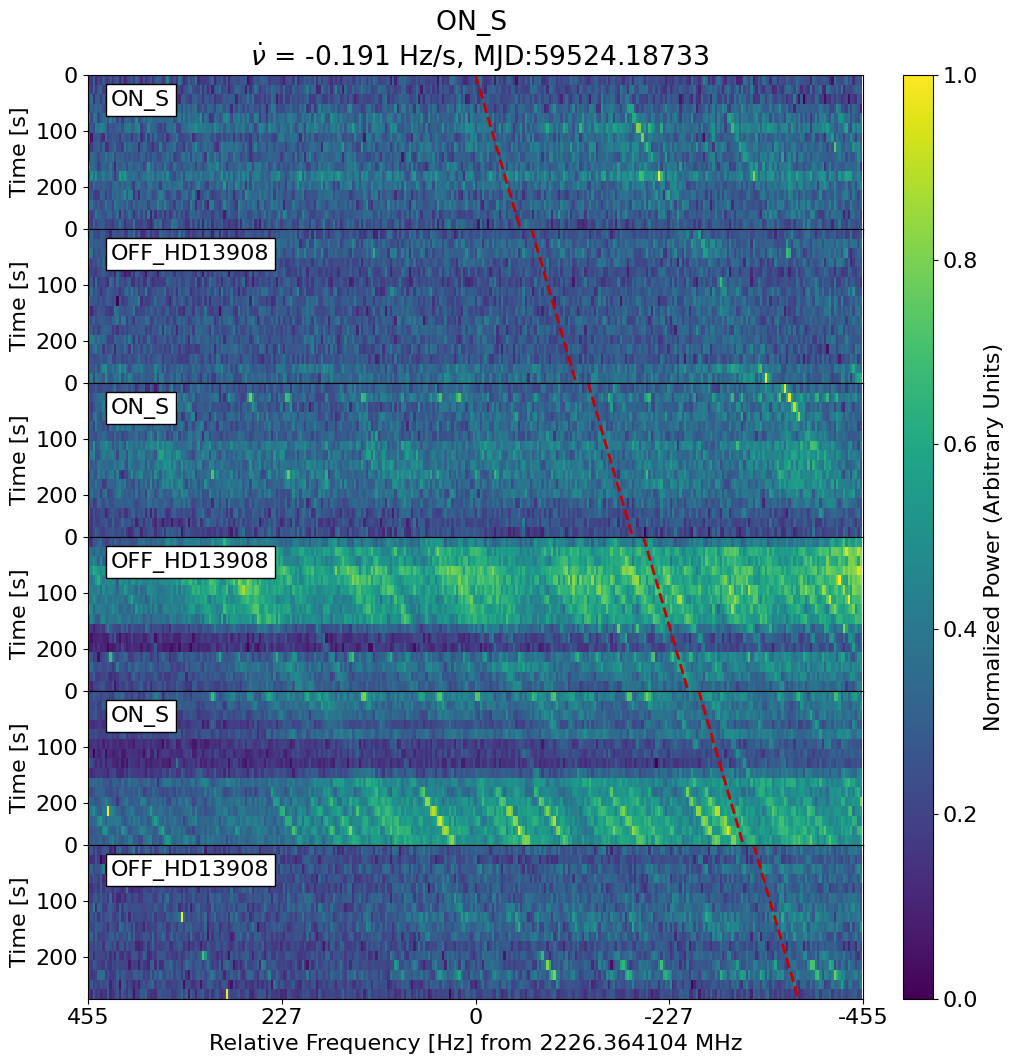 ON_S
ν̇ = -0.191 Hz/s, MJD:59524.18733
0
ON_S
100
200
Time [s]
0
OFF_HD13908
100
200
Time [s]
0
ON_S
100
200
Time [s]
0
OFF_HD13908
100
200
Time [s]
0
ON_S
100
200
Time [s]
0
OFF_HD13908
100
200
Time [s]
455 227 0 -227 -455
Relative Frequency [Hz] from 2226.364104 MHz
1.0
0.8
0.6
0.4
0.2
0.0
Normalized Power (Arbitrary Units)